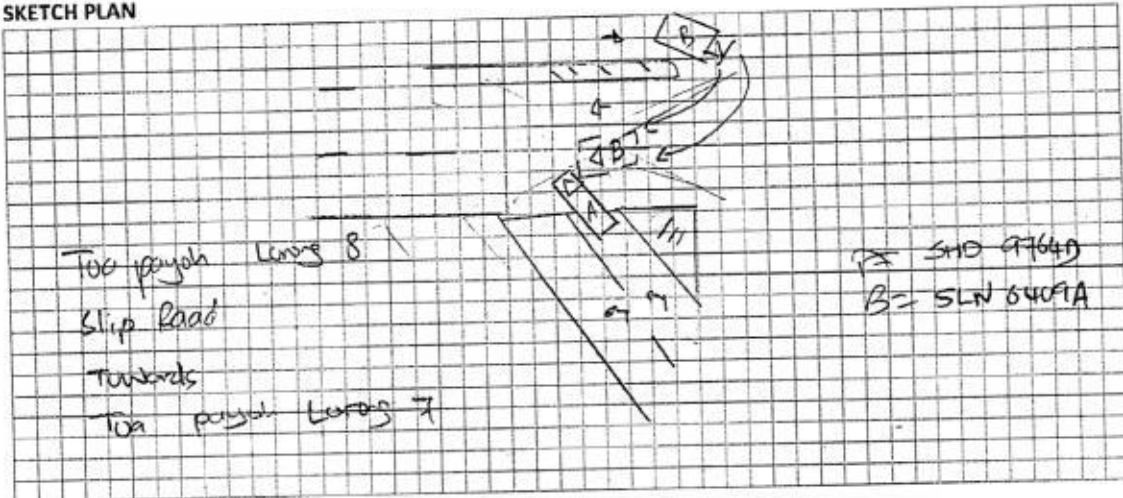 SKETCH PLAN
B
B
A
Toa payoh Lorong 8
Slip Road
Towards
Toa payoh Lorong 7
A= SHD 9764D
B= SLN 6409A